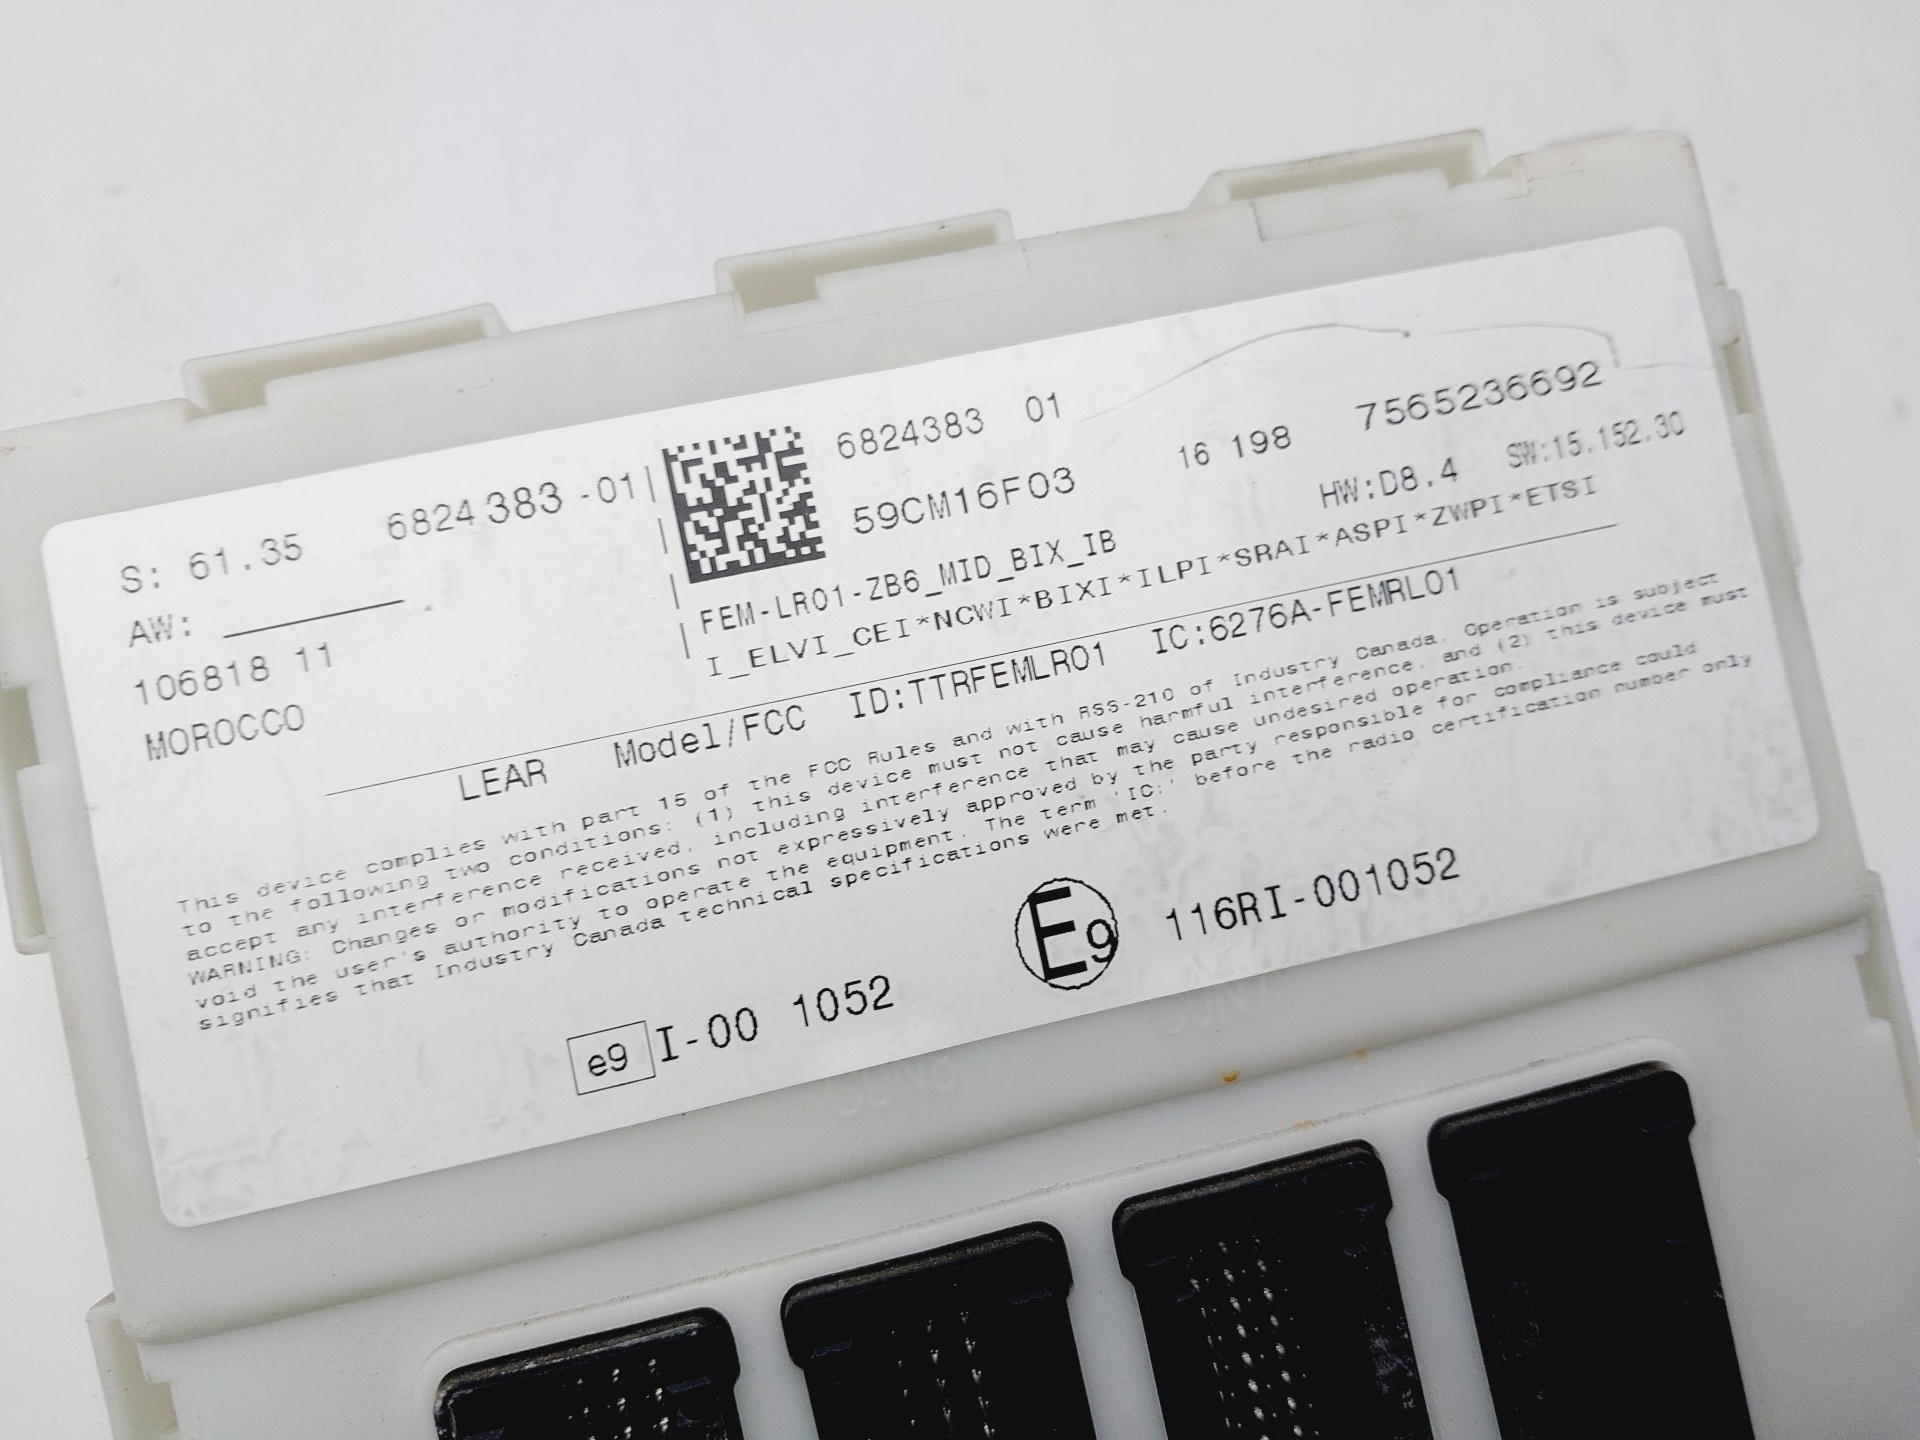 S: 61.35 6824383 -01
AW:
106818 11
MOROCCO
6824383 01
59CM16F03 16 198 7565236692
FEM-LR01-ZB6_MID_BIX_IB HW:D8.4 SW:15.152.30
I_ELVI_CEI*NCWI*BIXI*ILPI*SRAI*ASPI*ZWPI*ETSI
LEAR Model/FCC ID:TTRFEMLR01 IC:6276A-FEMRL01
This device complies with part 15 of the FCC Rules and with RSS-210 of Industry Canada. Operation is subject
to the following two conditions: (1) this device must not cause harmful interference, and (2) this device must
accept any interference received, including interference that may cause undesired operation.
WARNING: Changes or modifications not expressively approved by the party responsible for compliance could
void the user's authority to operate the equipment. The term 'IC:' before the radio certification number only
signifies that Industry Canada technical specifications were met.
e9 I-00 1052 E9 116RI-001052